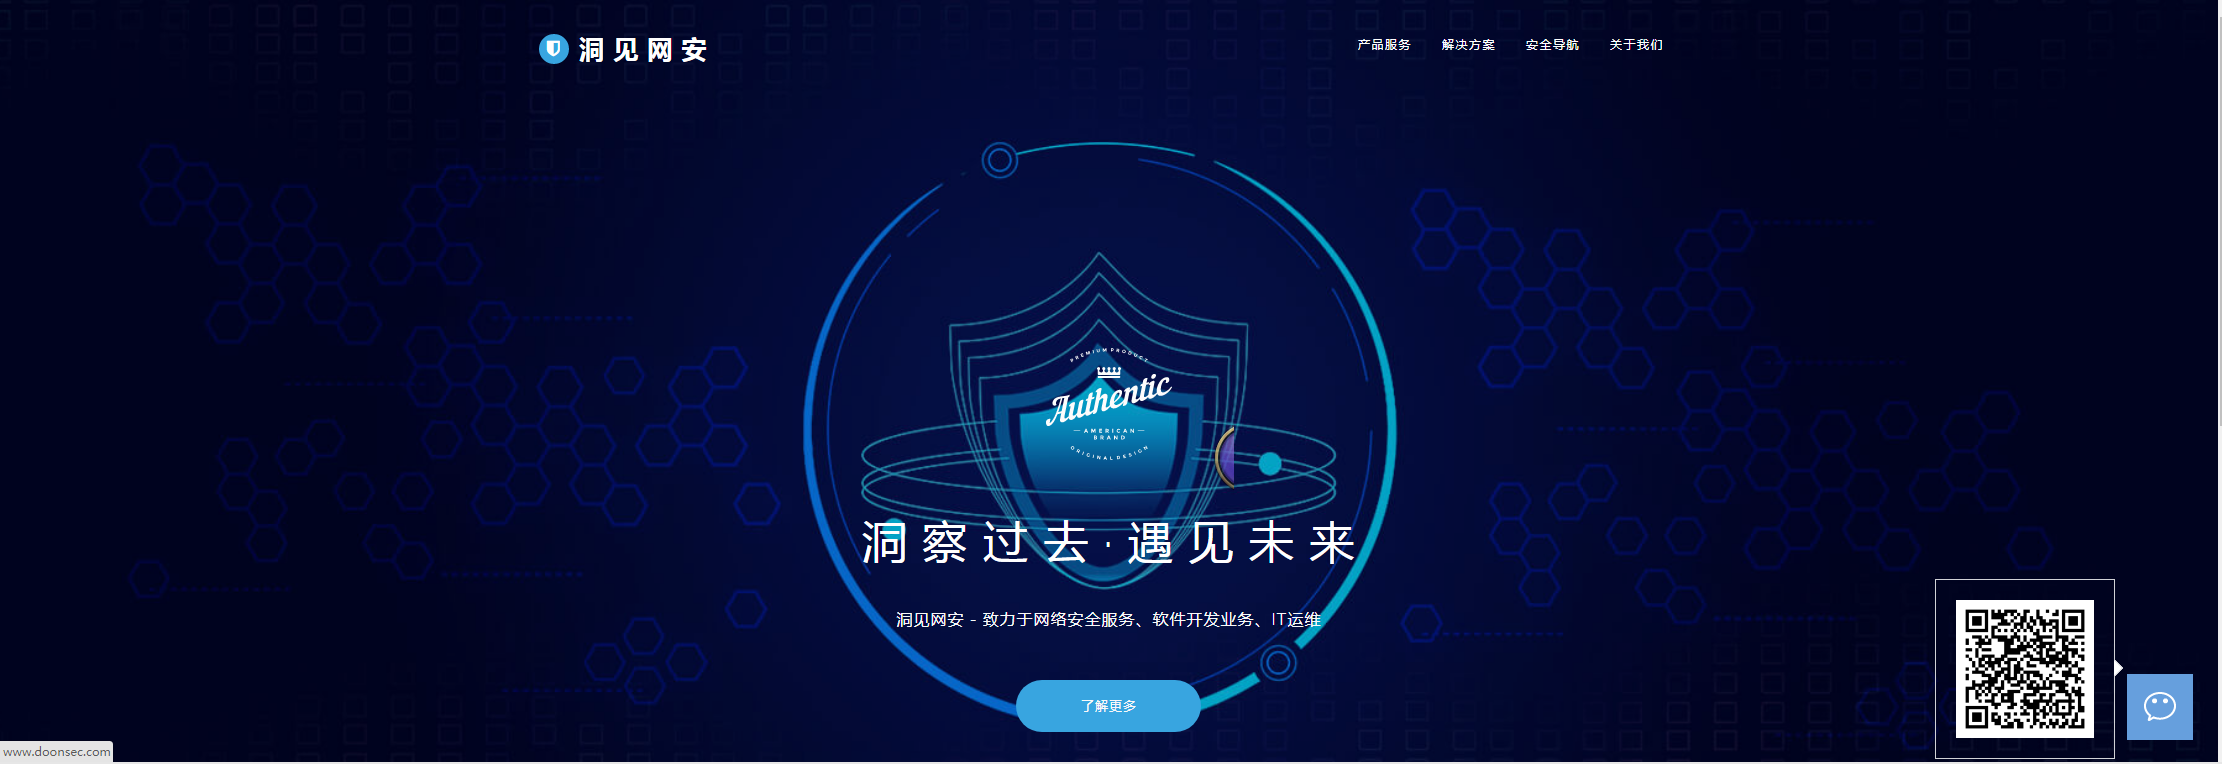 洞见网安
产品服务 解决方案 安全导航 关于我们
PREMIUM PRODUCT
Authentic
AMERICAN
BRAND
ORIGINAL DESIGN
洞察过去·遇见未来
洞见网安 - 致力于网络安全服务、软件开发业务、IT运维
了解更多
www.doonsec.com